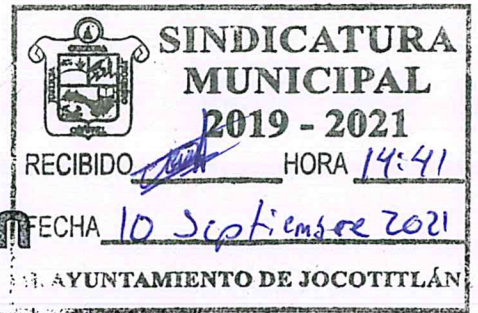 SINDICATURA
MUNICIPAL
2019 - 2021
RECIBIDO HORA 14:41
FECHA 10 Septiembre 2021
AYUNTAMIENTO DE JOCOTITLÁN